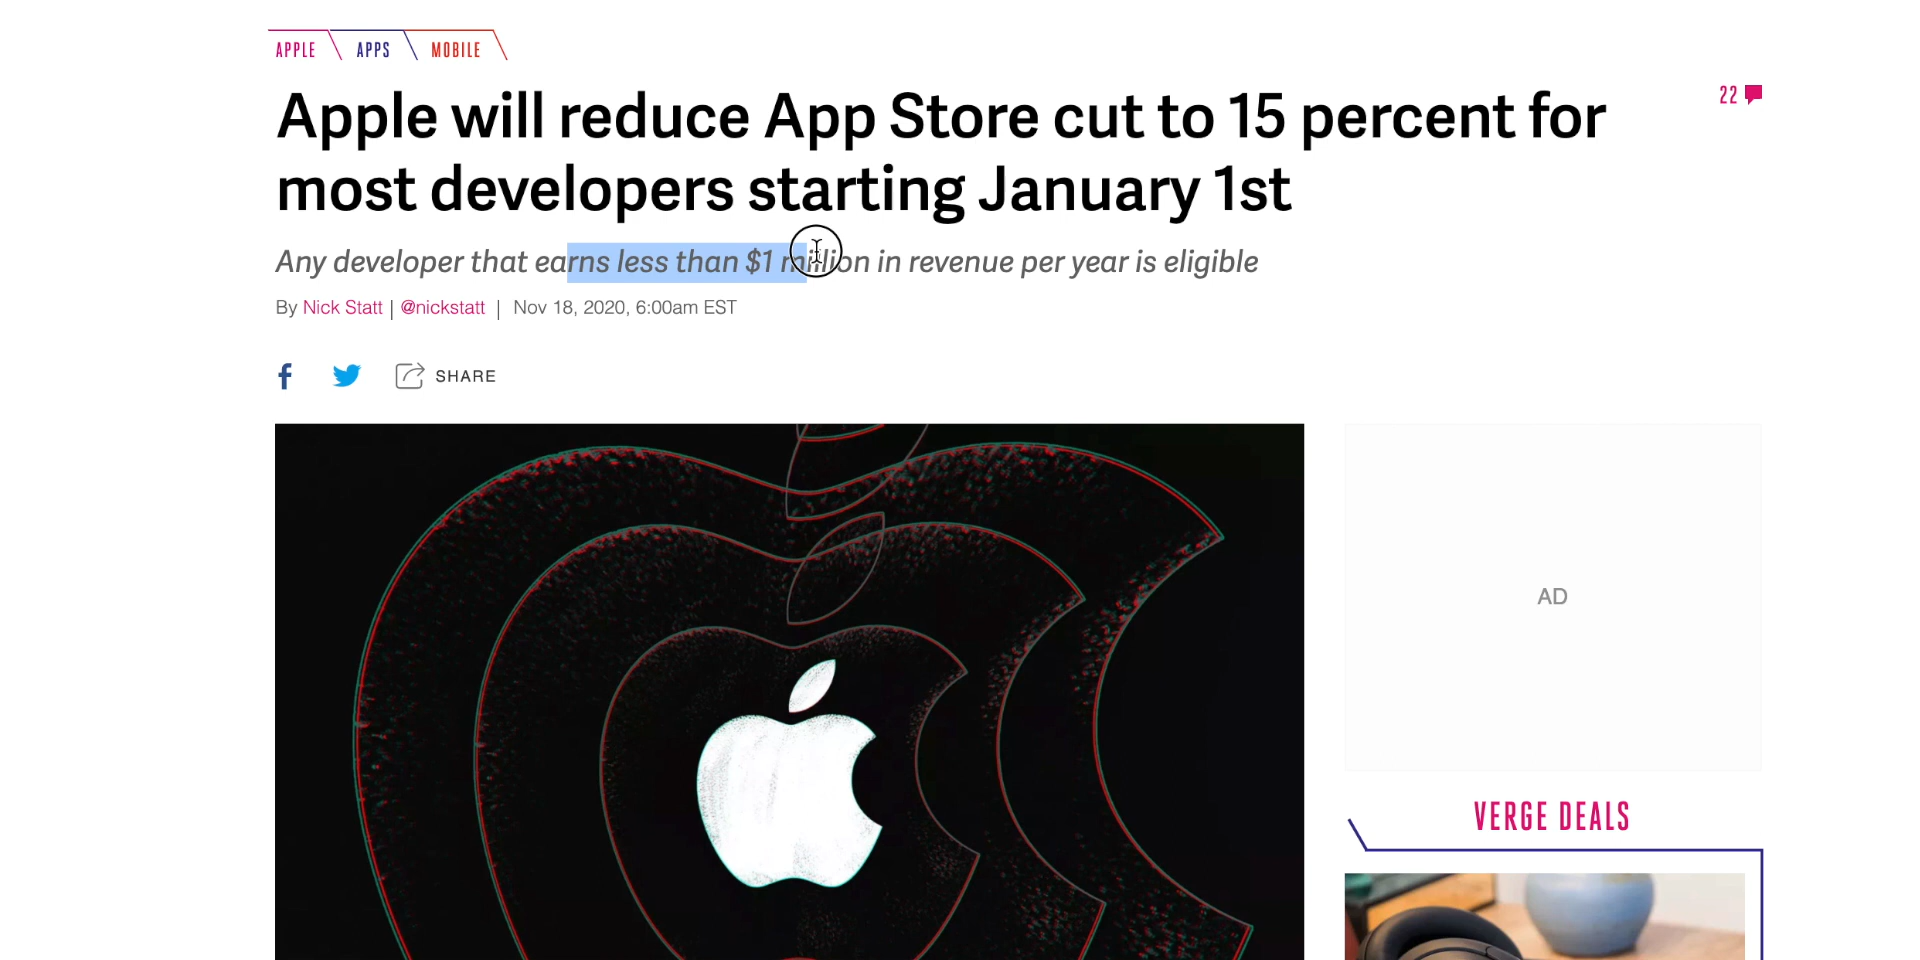 APPLE APPS MOBILE
Apple will reduce App Store cut to 15 percent for
most developers starting January 1st
22
Any developer that earns less than $1 million in revenue per year is eligible
By Nick Statt | @nickstatt | Nov 18, 2020, 6:00am EST
SHARE
AD
VERGE DEALS